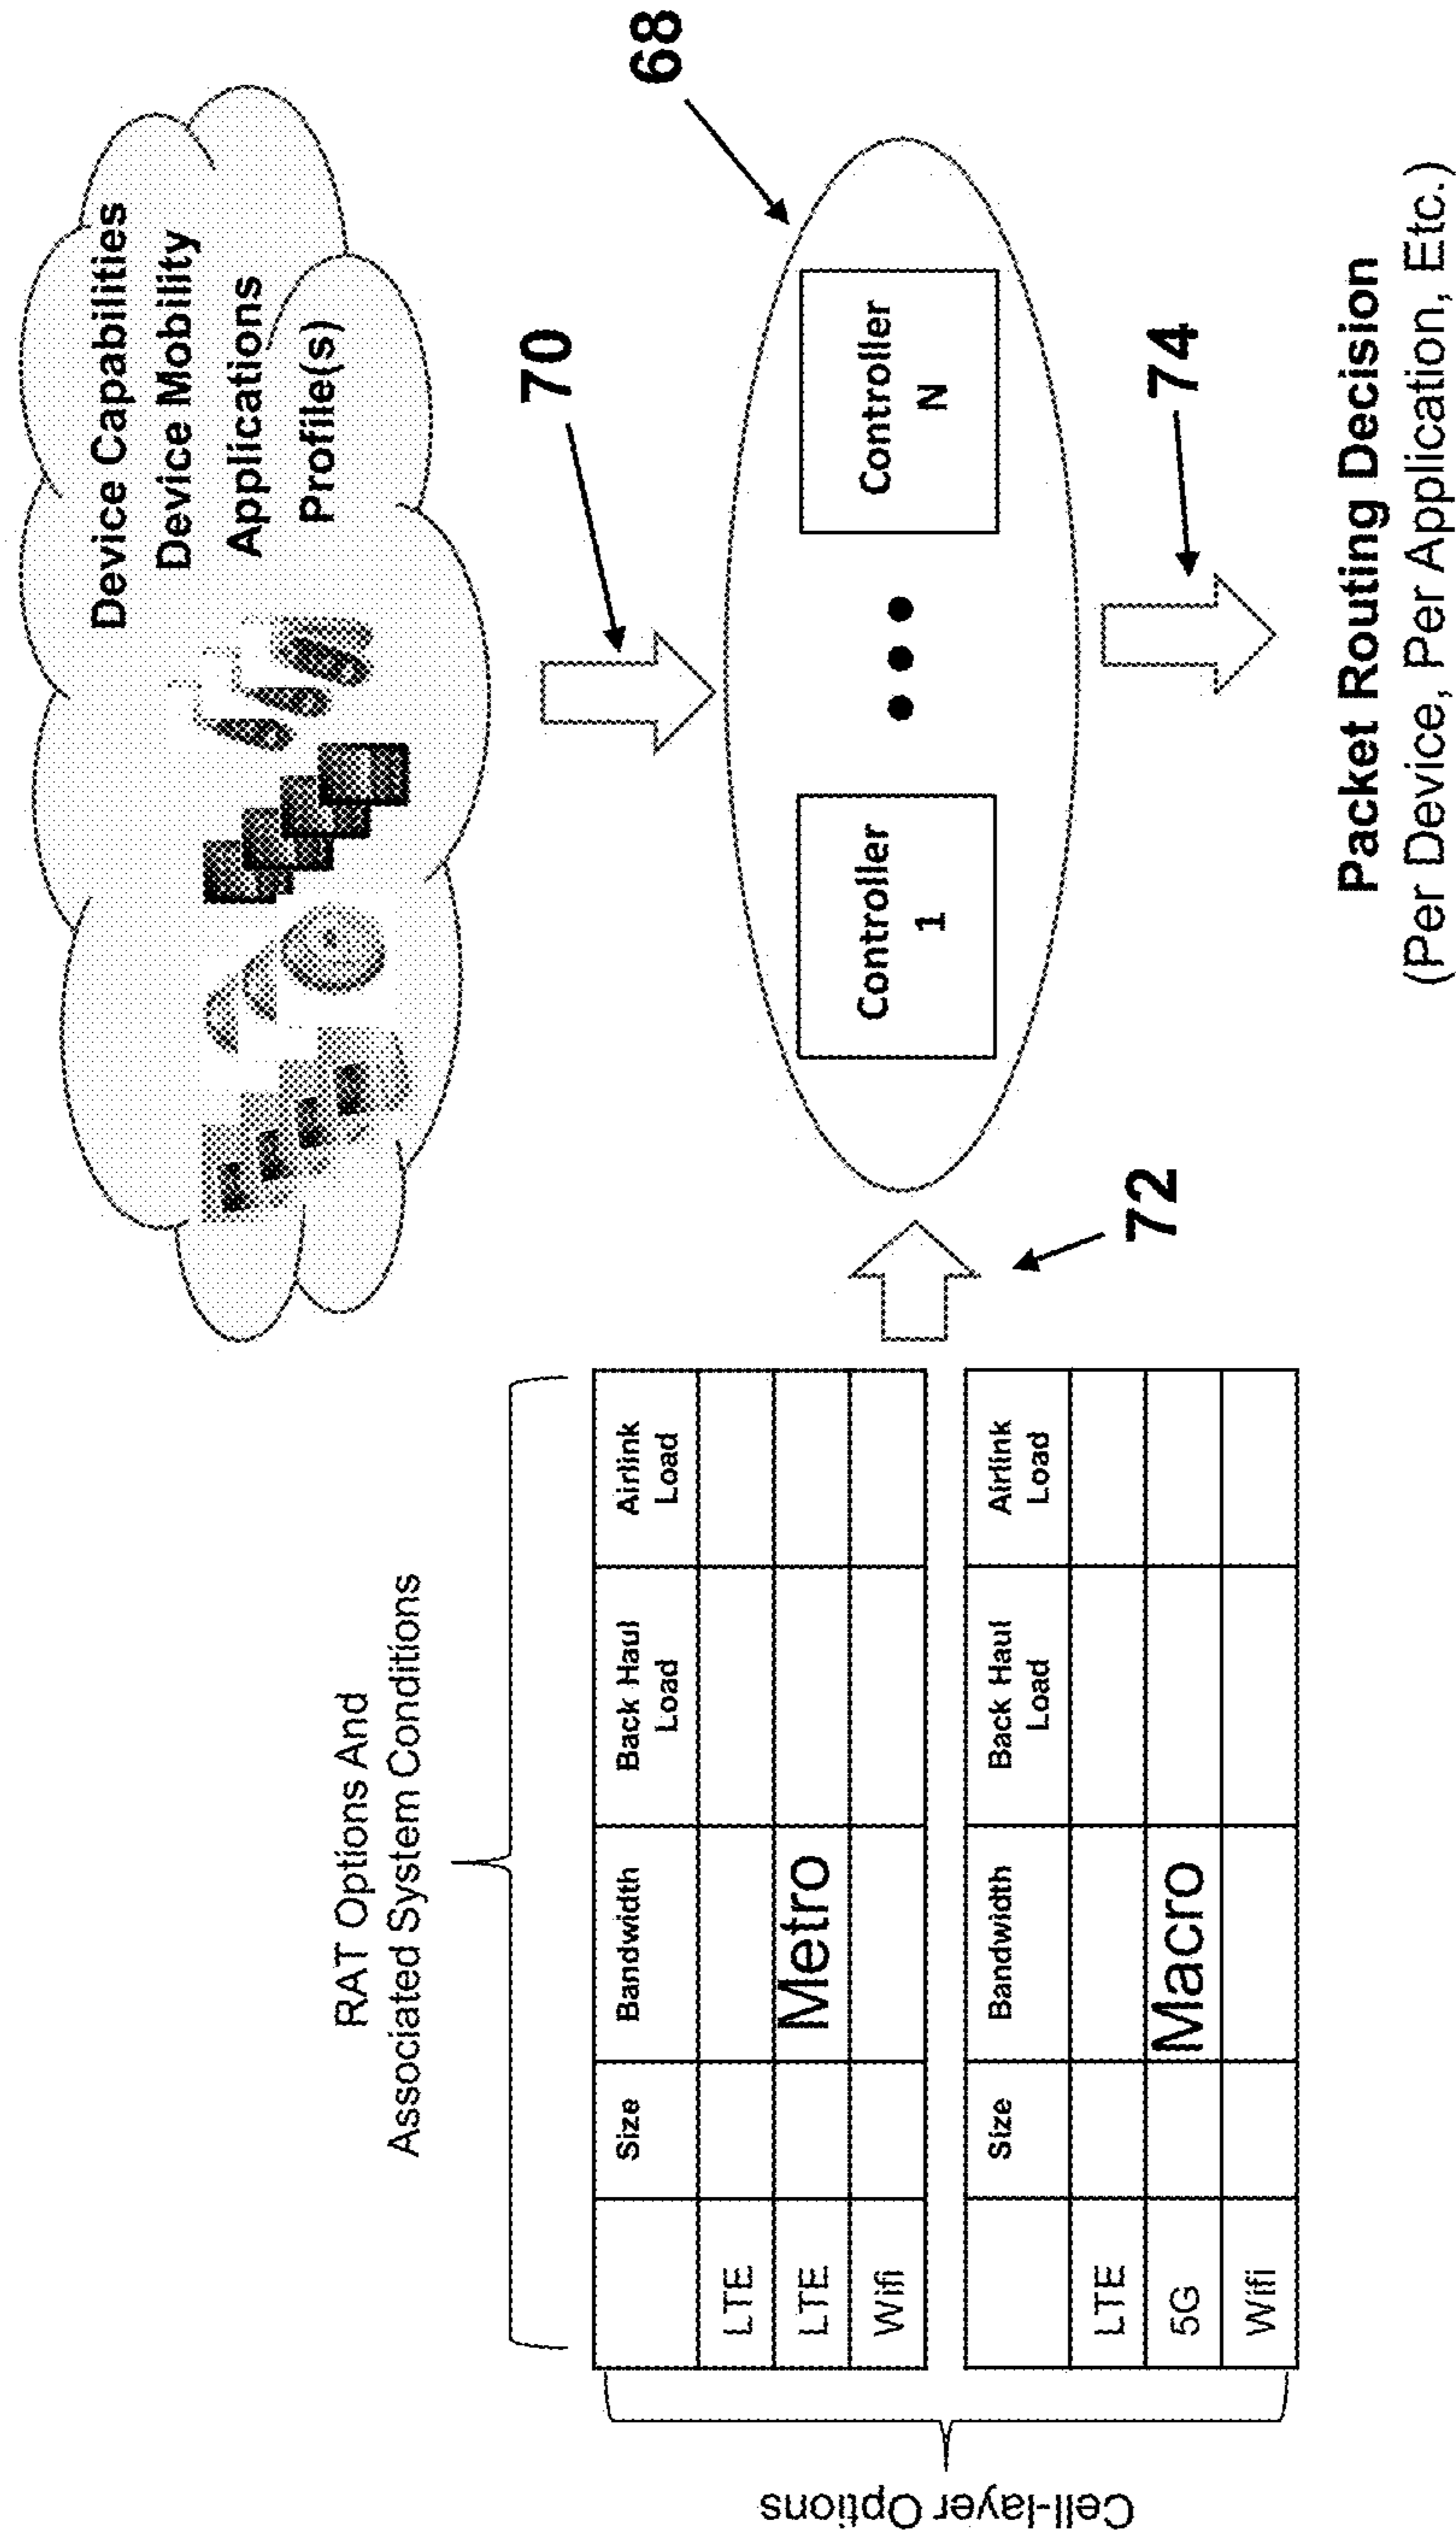 Device Capabilities
Device Mobility
Applications
Profile(s)
RAT Options And
Associated System Conditions
70
68
Size Bandwidth Back Haul Load Airlink Load
LTE
LTE Metro
Wifi
Size Bandwidth Back Haul Load Airlink Load
LTE
5G Macro
Wifi
Cell-layer Options
72
Controller
1
Controller
N
74
Packet Routing Decision
(Per Device, Per Application, Etc.)